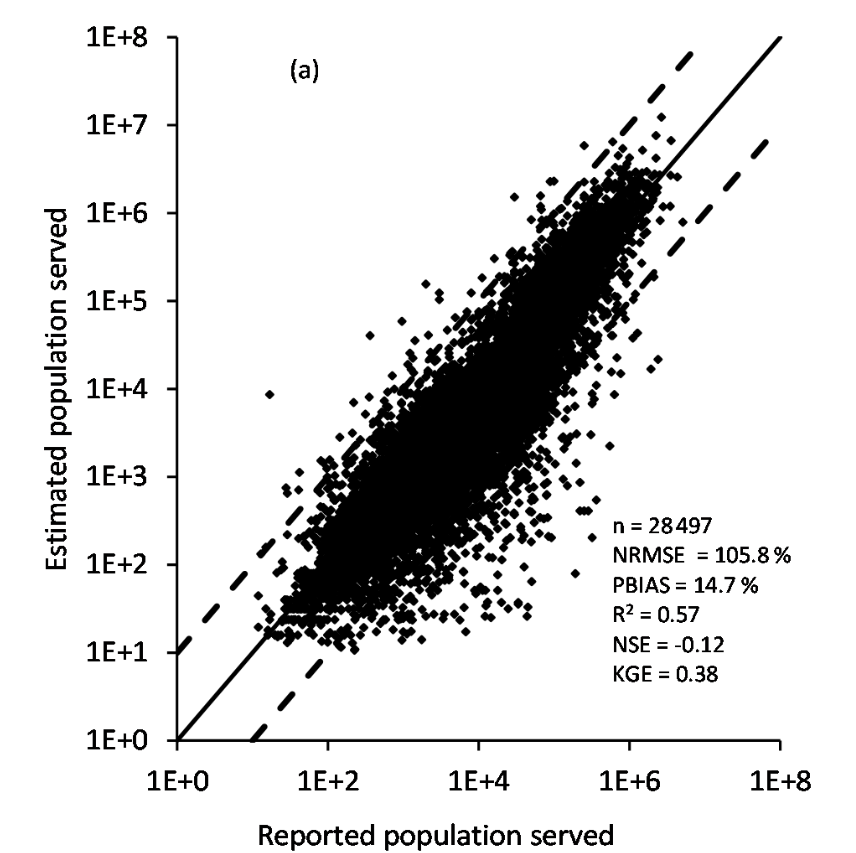 (a)
1E+8
1E+7
1E+6
1E+5
1E+4
1E+3
1E+2
1E+1
1E+0
Estimated population served
n = 28 497
NRMSE = 105.8 %
PBIAS = 14.7 %
R² = 0.57
NSE = -0.12
KGE = 0.38
1E+0 1E+2 1E+4 1E+6 1E+8
Reported population served